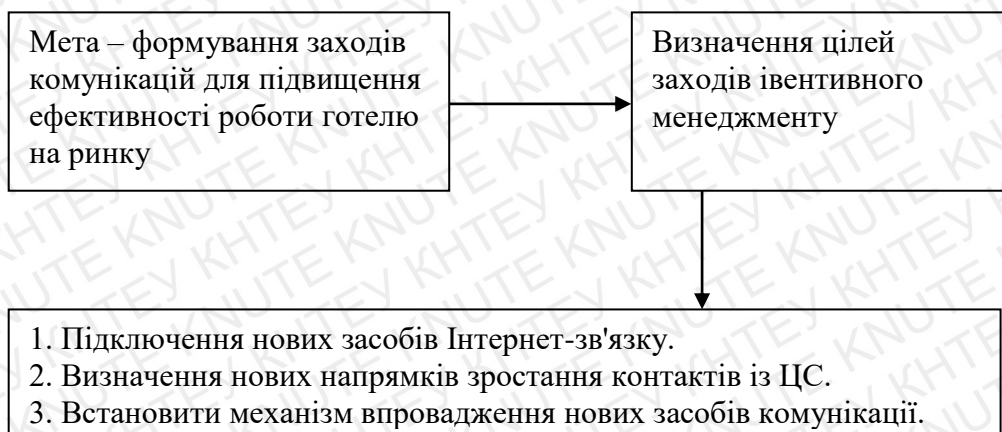 Мета – формування заходів
комунікацій для підвищення
ефективності роботи готелю
на ринку
Визначення цілей
заходів івентивного
менеджменту
1. Підключення нових засобів Інтернет-зв'язку.
2. Визначення нових напрямків зростання контактів із ЦС.
3. Встановити механізм впровадження нових засобів комунікації.